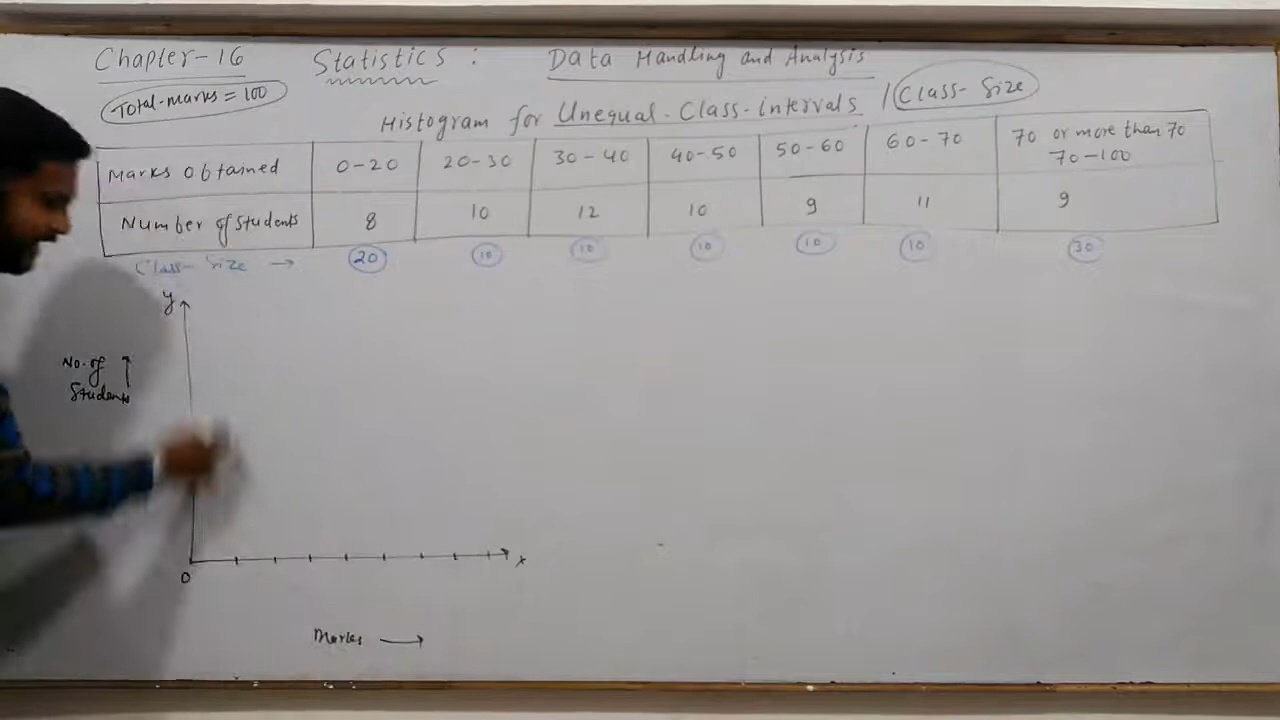 Chapter-16 Statistics : Data Handling and Analysis
Total-marks = 100
Histogram for Unequal-Class-intervals / Class-Size
Marks obtained 0-20 20-30 30-40 40-50 50-60 60-70 70 or more than 70
70-100
Number of students 8 10 12 10 9 11 9
Class-Size → 20 10 10 10 10 10 30
y
No. of
Students
0 x
Marks →